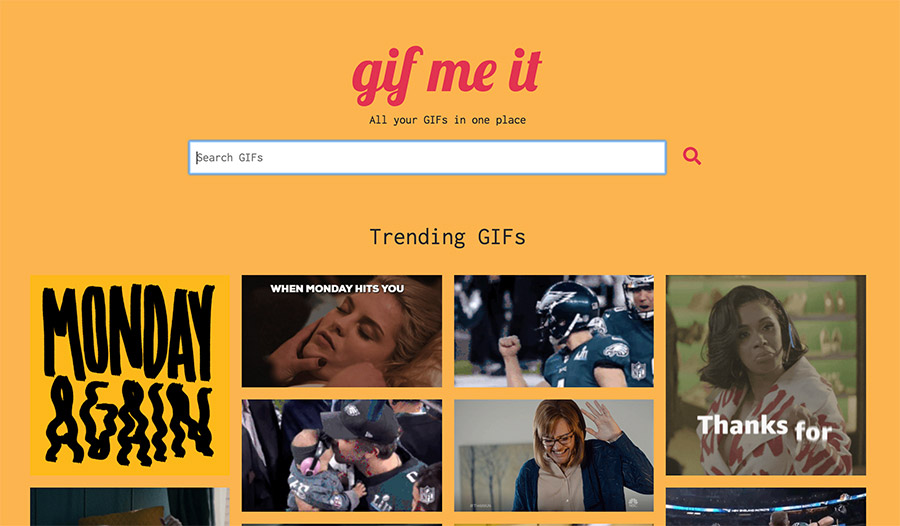 gif me it
All your GIFs in one place
Search GIFs
Trending GIFs
MONDAY
AGAIN
WHEN MONDAY HITS YOU
Thanks for